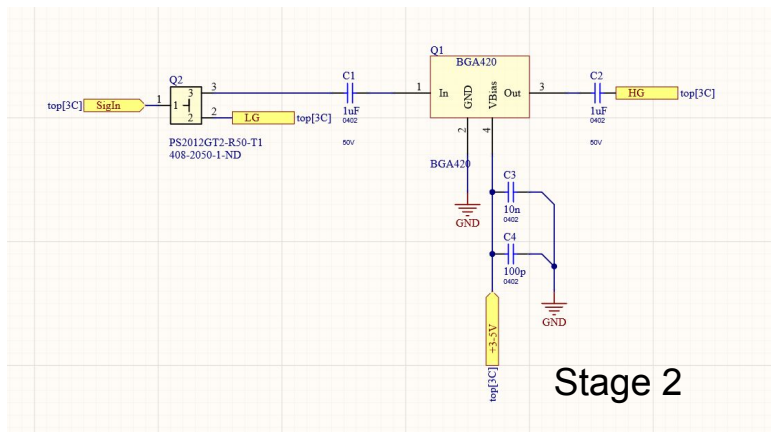 Q1
BGA420
Q2
C1
C2
3
3
1
In
GND
VBias
Out
3
HG
top[3C]
top[3C]
SigIn
1
1
2
2
LG
top[3C]
1uF
0402
50V
1uF
0402
50V
PS2012GT2-R50-T1
408-2050-1-ND
2
4
BGA420
C3
10n
0402
GND
C4
100p
0402
GND
+3-5V
top[3C]
Stage 2